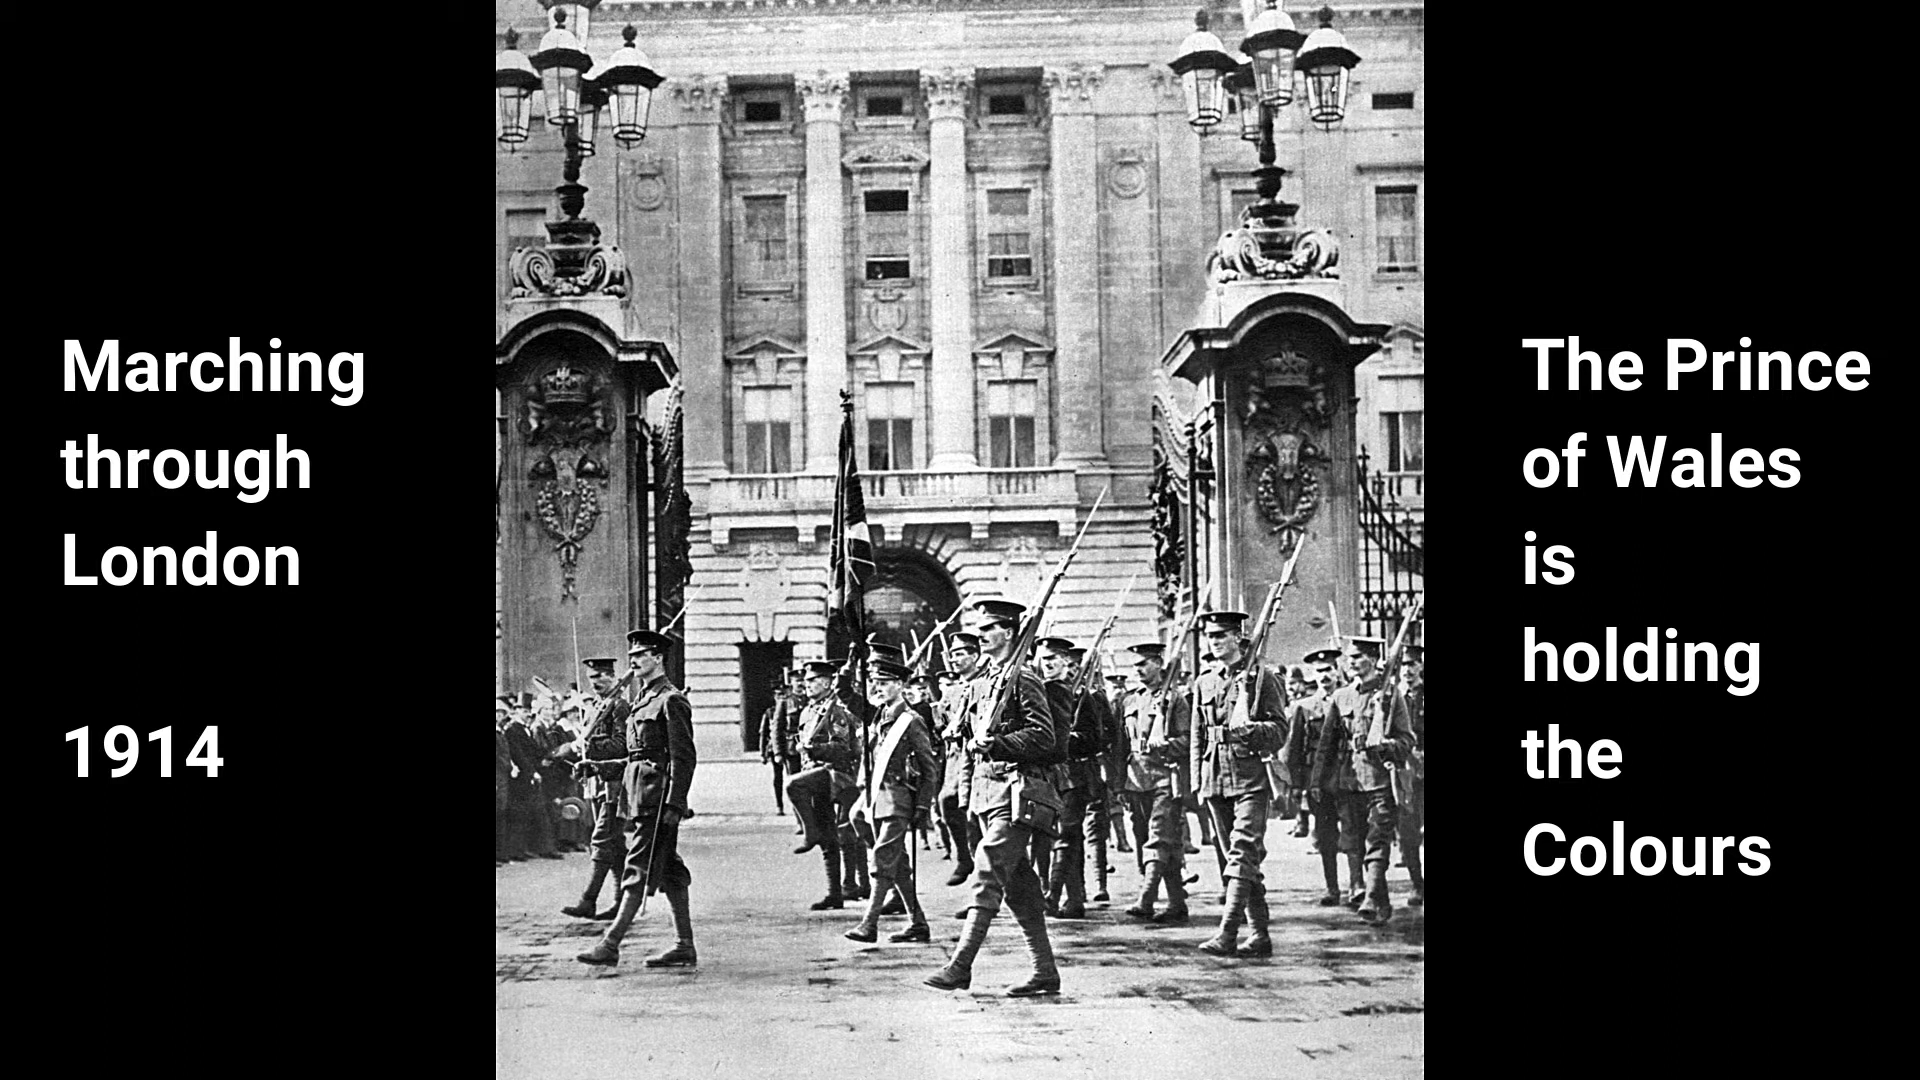 Marching
through
London
1914
The Prince
of Wales
is
holding
the
Colours